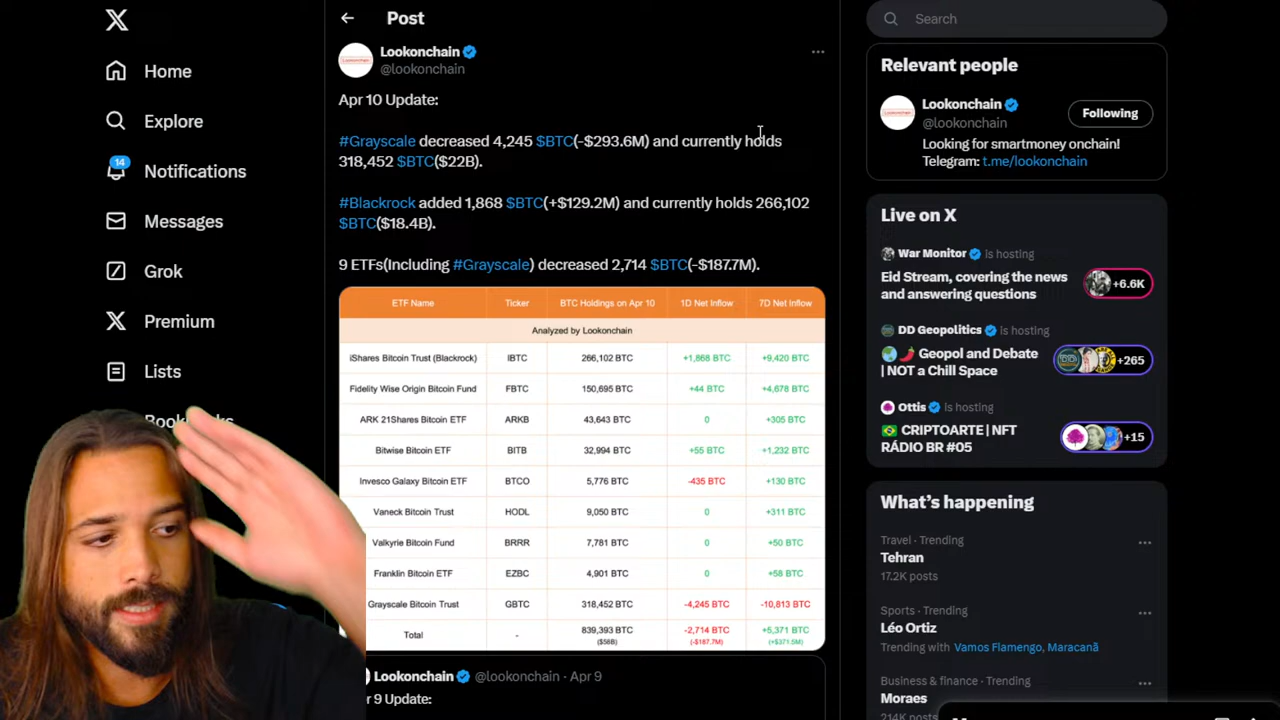 Home
Explore
14
Notifications
Messages
Grok
Premium
Lists
Post
Lookonchain
@lookonchain
Apr 10 Update:
#Grayscale decreased 4,245 $BTC(-$293.6M) and currently holds
318,452 $BTC($22B).
#Blackrock added 1,868 $BTC(+$129.2M) and currently holds 266,102
$BTC($18.4B).
9 ETFs(Including #Grayscale) decreased 2,714 $BTC(-$187.7M).
ETF Name Ticker BTC Holdings on Apr 10 1D Net Inflow 7D Net Inflow
Analyzed by Lookonchain
iShares Bitcoin Trust (Blackrock) IBTC 266,102 BTC +1,868 BTC +9,420 BTC
Fidelity Wise Origin Bitcoin Fund FBTC 150,695 BTC +44 BTC +4,678 BTC
ARK 21Shares Bitcoin ETF ARKB 43,643 BTC 0 +305 BTC
Bitwise Bitcoin ETF BITB 32,994 BTC +55 BTC +1,232 BTC
Invesco Galaxy Bitcoin ETF BTCO 5,776 BTC -435 BTC +130 BTC
Vaneck Bitcoin Trust HODL 9,050 BTC 0 +311 BTC
Valkyrie Bitcoin Fund BRRR 7,781 BTC 0 +50 BTC
Franklin Bitcoin ETF EZBC 4,901 BTC 0 +58 BTC
Grayscale Bitcoin Trust GBTC 318,452 BTC -4,245 BTC -10,813 BTC
Total - 839,393 BTC -2,714 BTC +5,371 BTC
($58B) (-$187.7M) (+$371.5M)
Lookonchain @lookonchain · Apr 9
9 Update:
Search
Relevant people
Lookonchain
@lookonchain
Following
Looking for smartmoney onchain!
Telegram: t.me/lookonchain
Live on X
War Monitor is hosting
Eid Stream, covering the news
and answering questions
+6.6K
DD Geopolitics is hosting
Geopol and Debate
| NOT a Chill Space
+265
Ottis is hosting
CRIPTOARTE | NFT
RÁDIO BR #05
+15
What's happening
Travel · Trending
Tehran
17.2K posts
Sports · Trending
Léo Ortiz
Trending with Vamos Flamengo, Maracanã
Business & finance · Trending
Moraes
214K posts